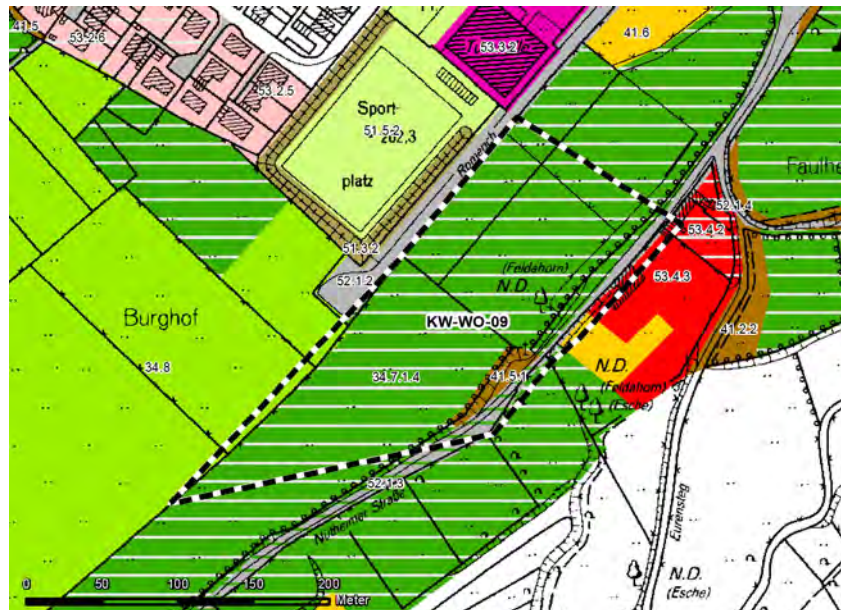 41.5
53.2.6
53.2.5
53.3.2
41.6
Sport-
51.5.2
202,3
platz
Rogierech
Faulhe
52.1.4
53.4.2
51.3.2
52.1.2
(Feldahorn)
N.D.
53.4.3
Burghof
KW-WO-09
41.2.2
34.8
34.7.1.4
41.5.1
N.D.
(Feldahorn)
(Esche)
52.1.3
Nütheimer Straße
Eurensteg
N.D.
(Esche)
0 50 100 150 200
Meter